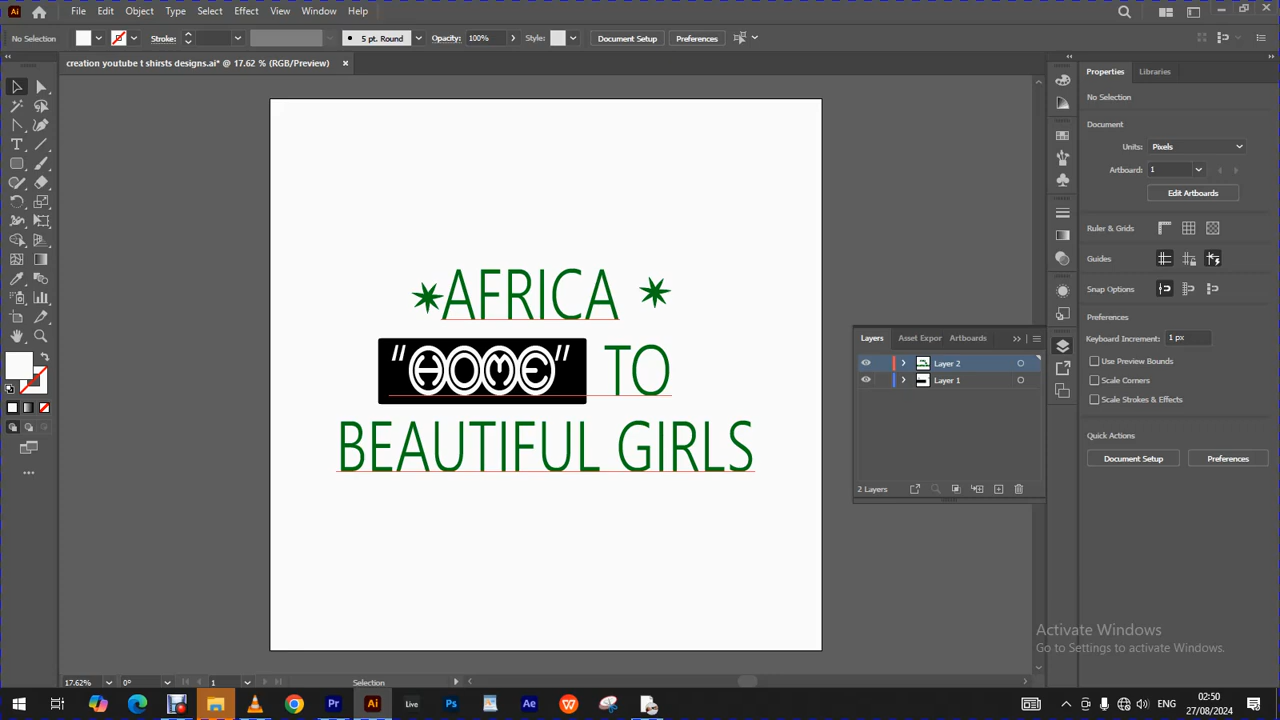 File Edit Object Type Select Effect View Window Help
No Selection Stroke: 5 pt. Round Opacity: 100% Style: Document Setup Preferences
creation youtube t shirsts designs.ai* @ 17.62 % (RGB/Preview)
Properties Libraries
No Selection
Document
Units: Pixels
Artboard: 1
Edit Artboards
Ruler & Grids
Guides
Snap Options
Preferences
Keyboard Increment: 1 px
Use Preview Bounds
Scale Corners
Scale Strokes & Effects
Quick Actions
Document Setup Preferences
AFRICA
"HOME" TO
BEAUTIFUL GIRLS
Layers Asset Expor Artboards
Layer 2
Layer 1
2 Layers
Activate Windows
Go to Settings to activate Windows.
17.62% 0° 1 Selection
Pr Ai Live Ps Ae W
02:50
27/08/2024